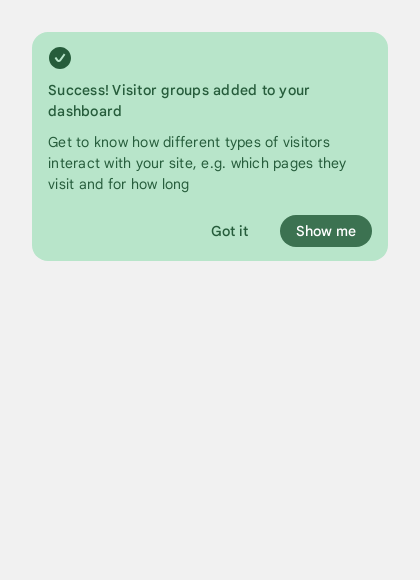 Success! Visitor groups added to your
dashboard
Get to know how different types of visitors
interact with your site, e.g. which pages they
visit and for how long
Got it
Show me